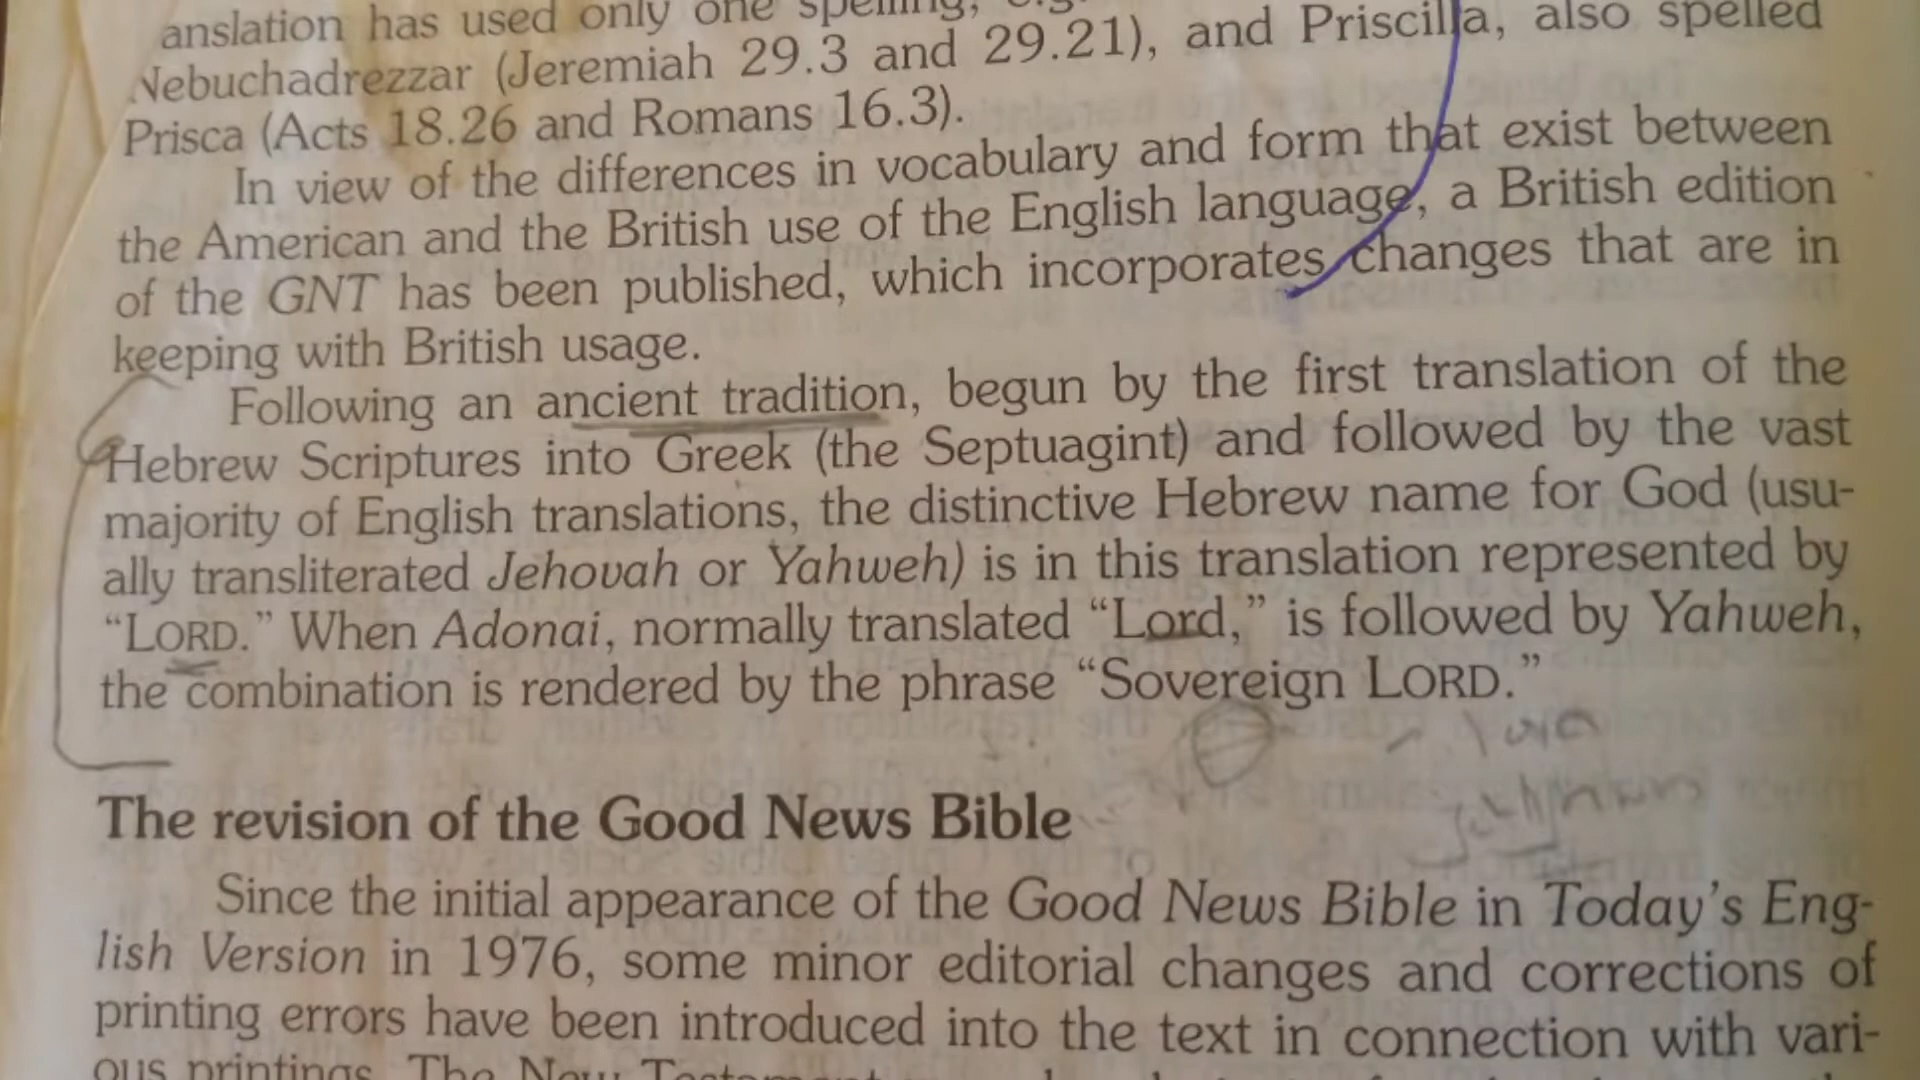 anslation has used only one spelling, e.g.
Nebuchadrezzar (Jeremiah 29.3 and 29.21), and Priscilla, also spelled
Prisca (Acts 18.26 and Romans 16.3).
In view of the differences in vocabulary and form that exist between
the American and the British use of the English language, a British edition
of the GNT has been published, which incorporates changes that are in
keeping with British usage.
Following an ancient tradition, begun by the first translation of the
Hebrew Scriptures into Greek (the Septuagint) and followed by the vast
majority of English translations, the distinctive Hebrew name for God (usu-
ally transliterated Jehovah or Yahweh) is in this translation represented by
“LORD.” When Adonai, normally translated “Lord,” is followed by Yahweh,
the combination is rendered by the phrase “Sovereign LORD.”
The revision of the Good News Bible
Since the initial appearance of the Good News Bible in Today’s Eng-
lish Version in 1976, some minor editorial changes and corrections of
printing errors have been introduced into the text in connection with vari-
ous printings. The New Testament